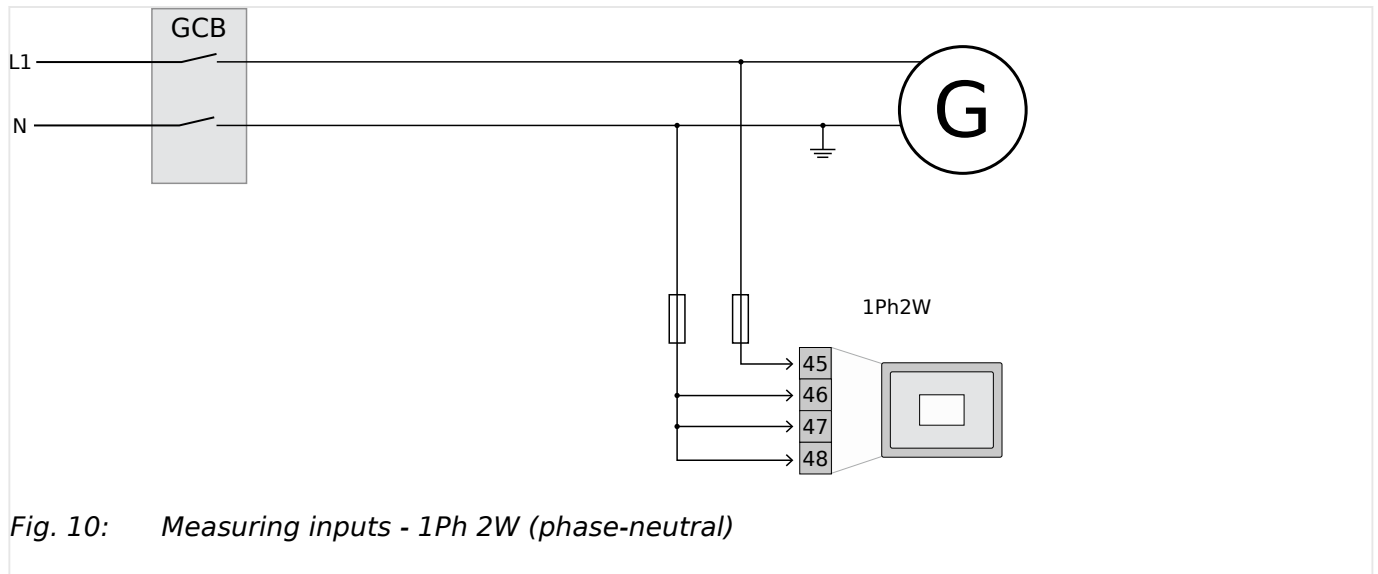 GCB
L1
N
G
1Ph2W
45
46
47
48
Fig. 10: Measuring inputs - 1Ph 2W (phase-neutral)